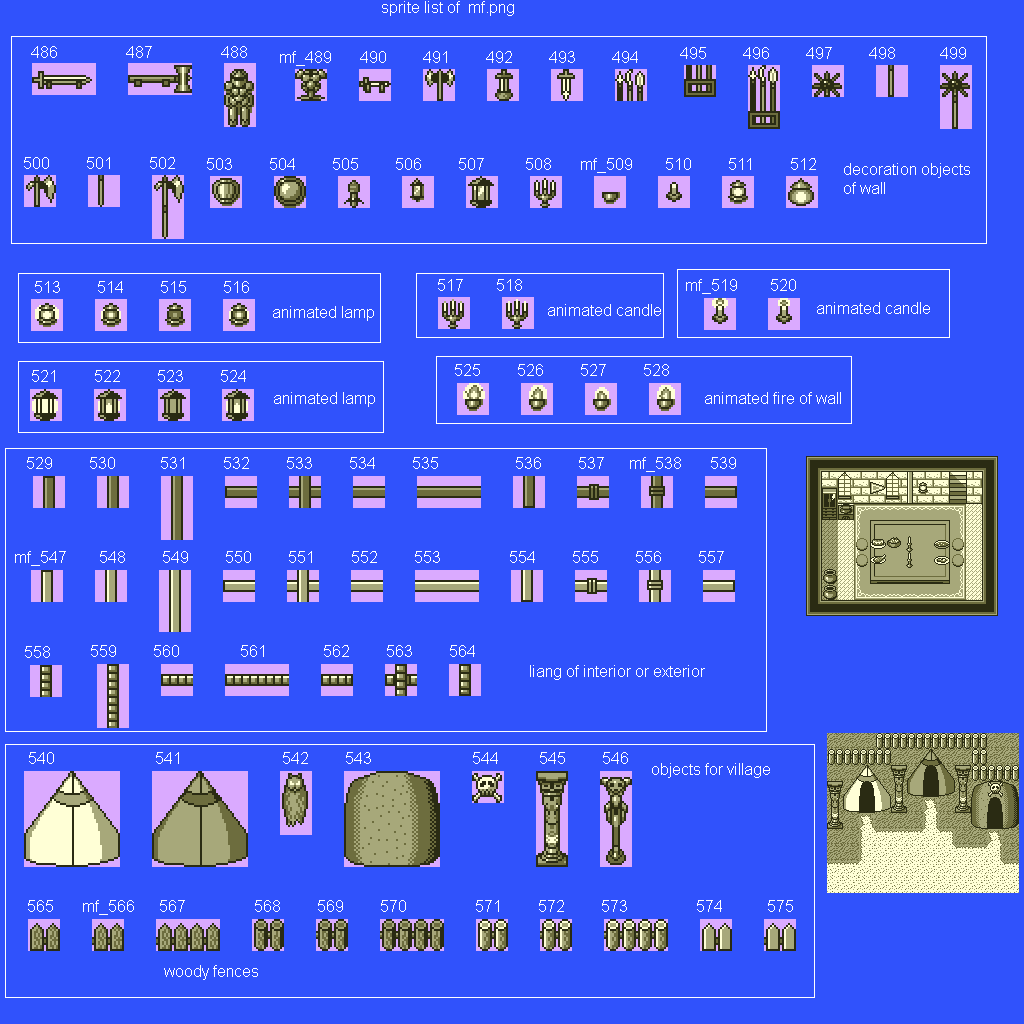 sprite list of mf.png
486 487 488 mf_489 490 491 492 493 494 495 496 497 498 499
500 501 502 503 504 505 506 507 508 mf_509 510 511 512
decoration objects
of wall
513 514 515 516
animated lamp
517 518
animated candle
mf_519 520
animated candle
521 522 523 524
animated lamp
525 526 527 528
animated fire of wall
529 530 531 532 533 534 535 536 537 mf_538 539
mf_547 548 549 550 551 552 553 554 555 556 557
558 559 560 561 562 563 564
liang of interior or exterior
540 541 542 543 544 545 546
objects for village
565 mf_566 567 568 569 570 571 572 573 574 575
woody fences